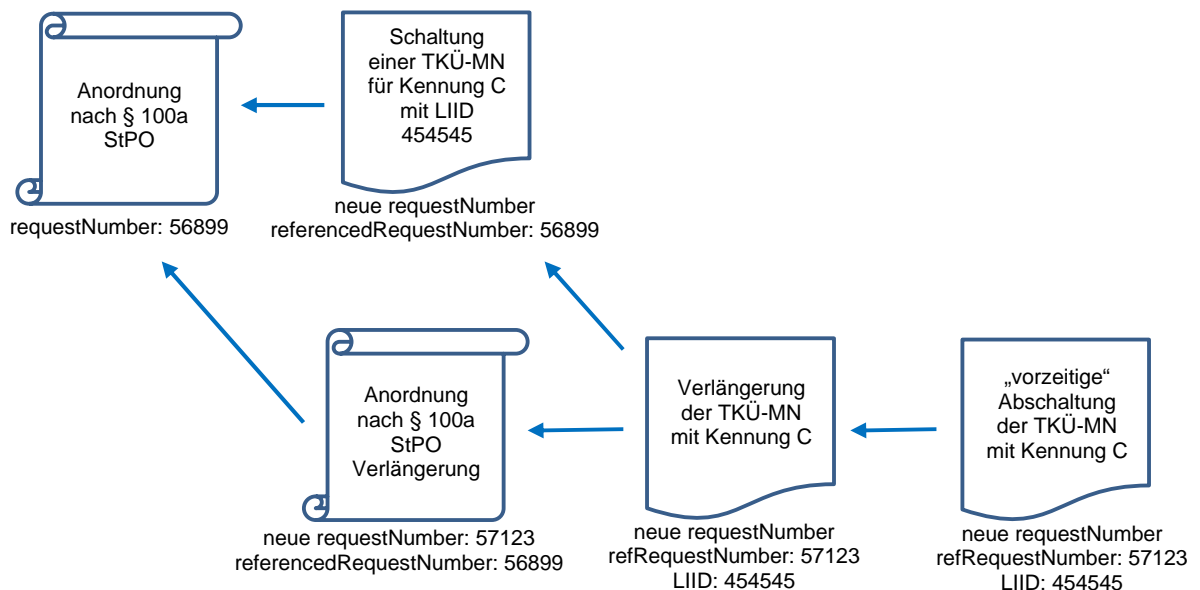 Anordnung
nach § 100a
StPO
requestNumber: 56899
Schaltung
einer TKÜ-MN
für Kennung C
mit LIID
454545
neue requestNumber
referencedRequestNumber: 56899
Anordnung
nach § 100a
StPO
Verlängerung
neue requestNumber: 57123
referencedRequestNumber: 56899
Verlängerung
der TKÜ-MN
mit Kennung C
neue requestNumber
refRequestNumber: 57123
LIID: 454545
„vorzeitige“
Abschaltung
der TKÜ-MN
mit Kennung C
neue requestNumber
refRequestNumber: 57123
LIID: 454545